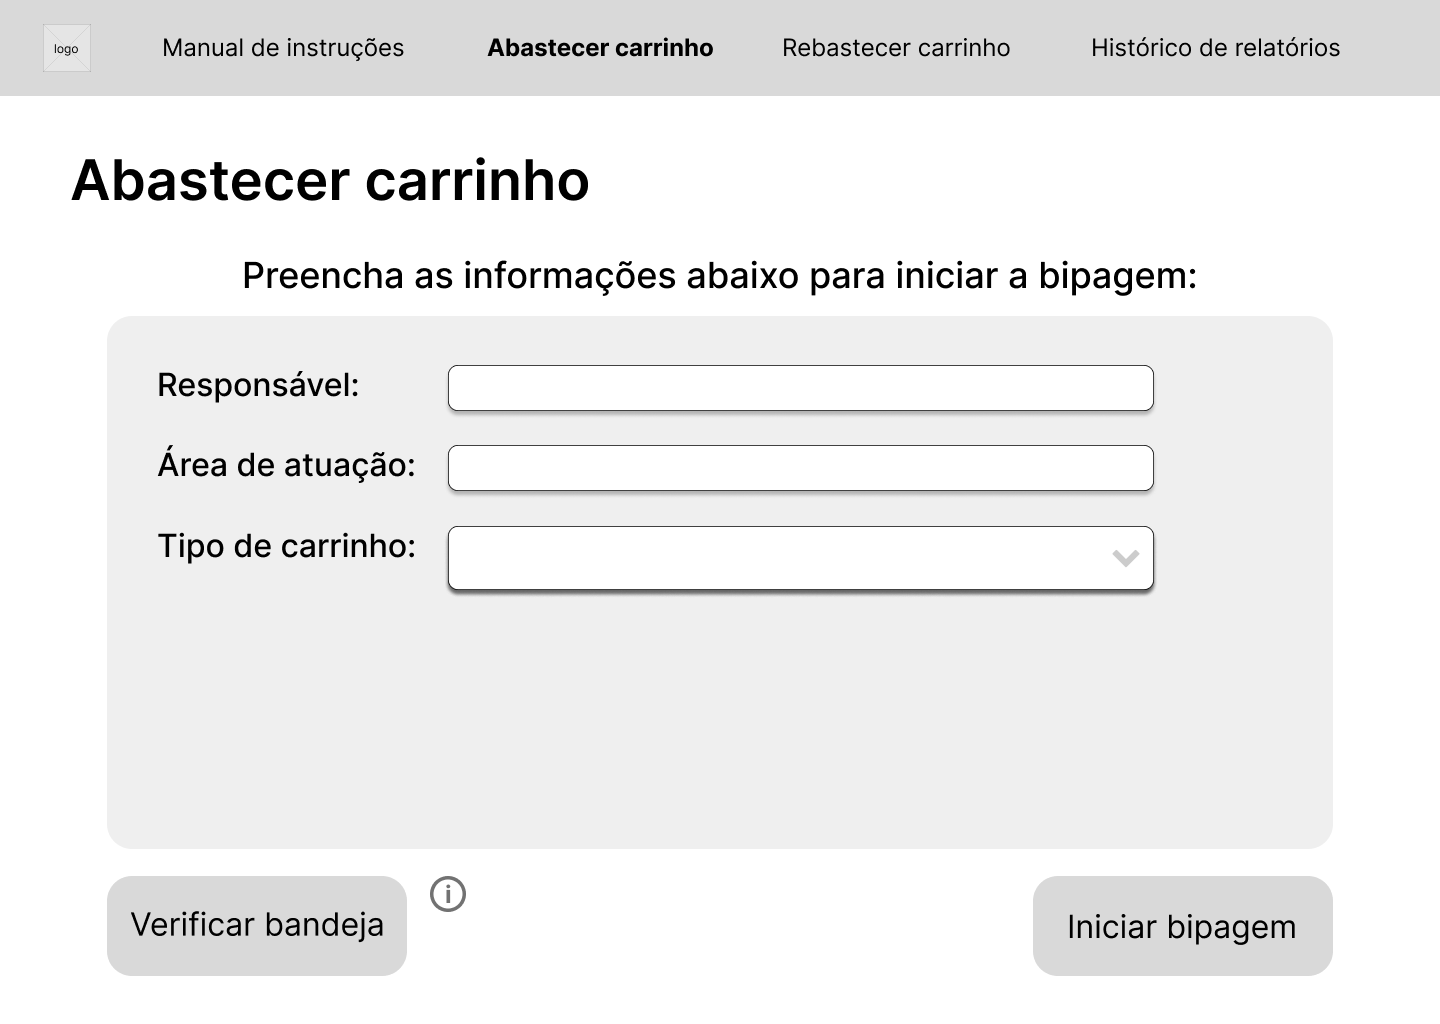 logo
Manual de instruções
Abastecer carrinho
Rebastecer carrinho
Histórico de relatórios
Abastecer carrinho
Preencha as informações abaixo para iniciar a bipagem:
Responsável:
Área de atuação:
Tipo de carrinho:
Verificar bandeja
i
Iniciar bipagem